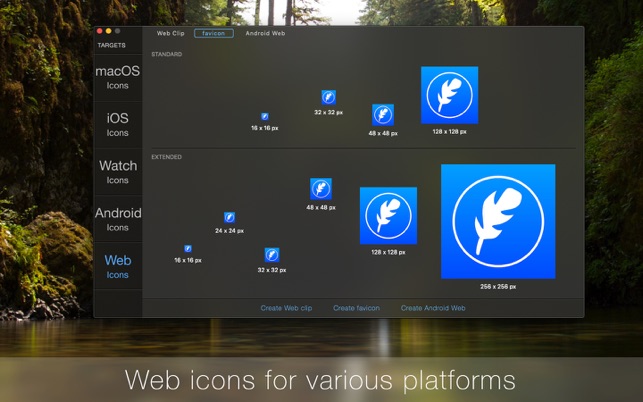 Web Clip favicon Android Web
TARGETS
STANDARD
macOS
Icons
iOS
Icons
Watch
Icons
Android
Icons
Web
Icons
16 x 16 px
32 x 32 px
48 x 48 px
128 x 128 px
EXTENDED
16 x 16 px
24 x 24 px
32 x 32 px
48 x 48 px
128 x 128 px
256 x 256 px
Create Web clip Create favicon Create Android Web
Web icons for various platforms